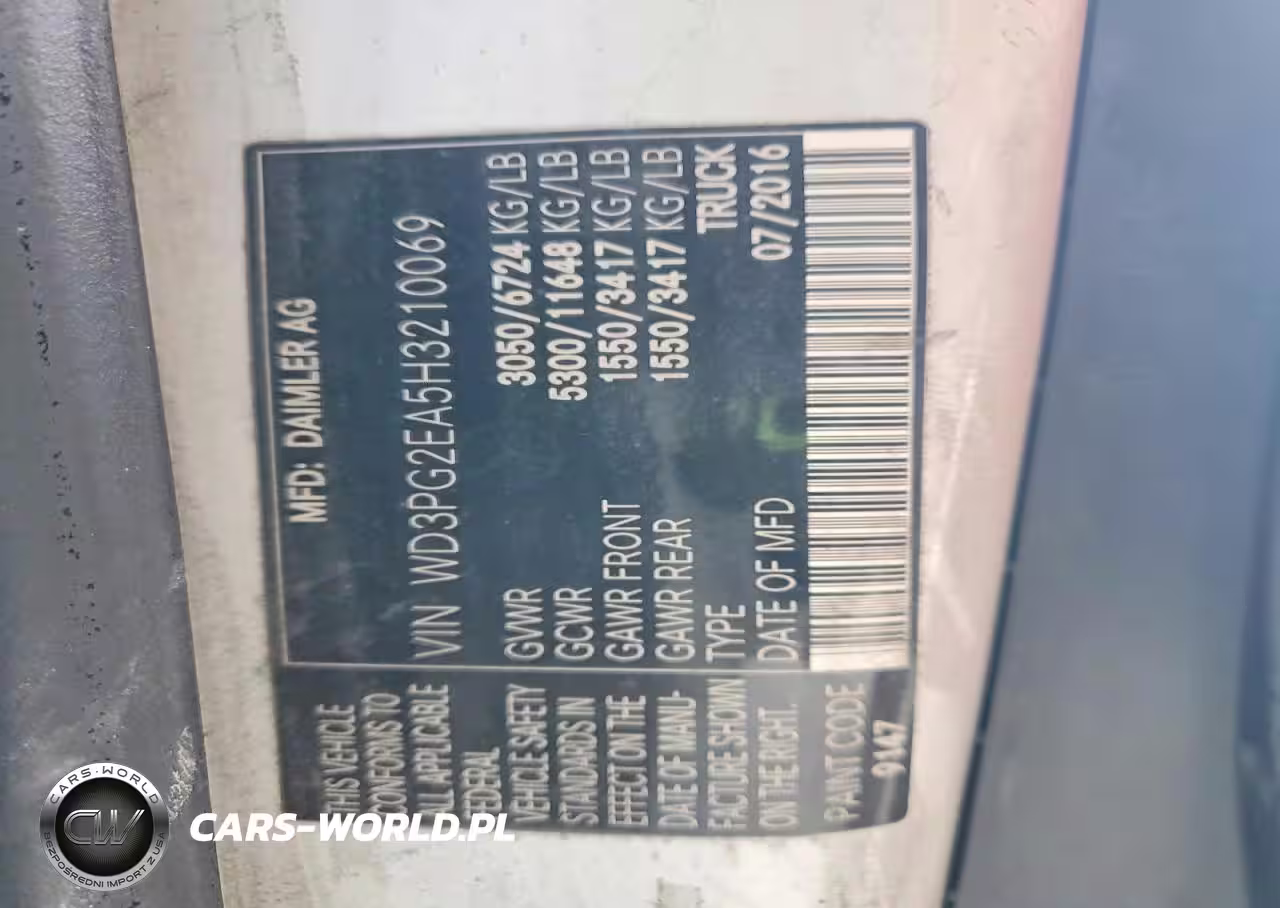 MFD: DAIMLER AG
VIN WD3PG2EA5H3210069
GVWR 3050/6724 KG/LB
GCWR 5300/11648 KG/LB
GAWR FRONT 1550/3417 KG/LB
GAWR REAR 1550/3417 KG/LB
TYPE TRUCK
DATE OF MFD 07/2016
THIS VEHICLE
CONFORMS TO
ALL APPLICABLE
FEDERAL
VEHICLE SAFETY
STANDARDS IN
EFFECT ON THE
DATE OF MANU-
FACTURE SHOWN
ON THE RIGHT.
PAINT CODE
9147
CARS-WORLD
CW
BEZPOŚREDNI IMPORT Z USA
CARS-WORLD.PL